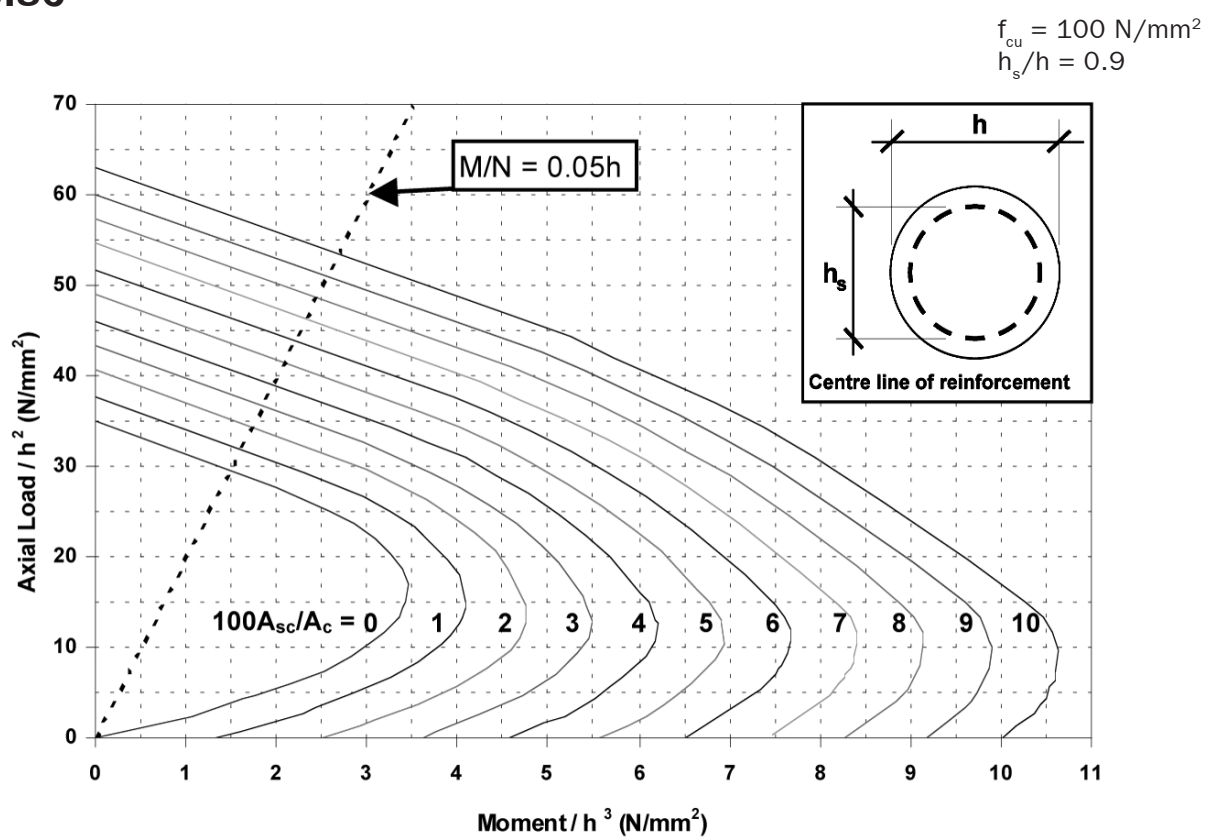 f_cu = 100 N/mm²
h_s/h = 0.9
70
60
50
40
30
20
10
0
Axial Load / h² (N/mm²)
M/N = 0.05h
h
h_s
Centre line of reinforcement
100A_sc/A_c = 0 1 2 3 4 5 6 7 8 9 10
0 1 2 3 4 5 6 7 8 9 10 11
Moment / h³ (N/mm²)